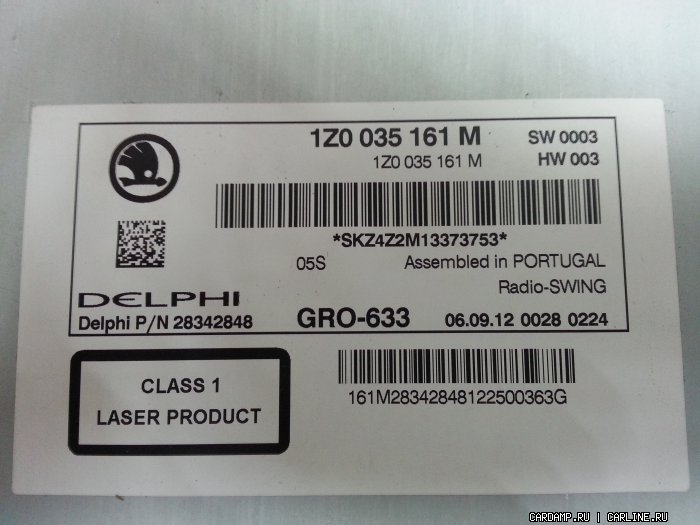 1Z0 035 161 M SW 0003
1Z0 035 161 M HW 003
*SKZ4Z2M13373753*
05S Assembled in PORTUGAL
Radio-SWING
DELPHI
Delphi P/N 28342848 GRO-633 06.09.12 0028 0224
CLASS 1
LASER PRODUCT
161M28342848122500363G
CARDAMP.RU | CARLINE.RU